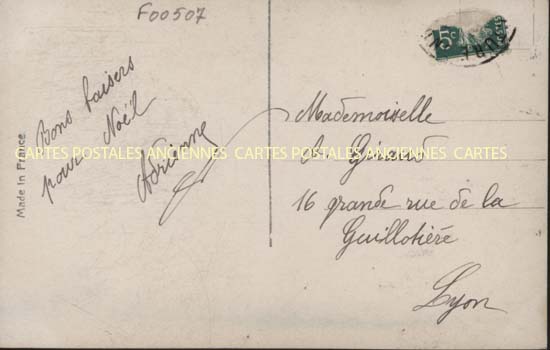 F00507
5c
Bons baisers
pour Noël
Adrienne
Made in France
Mademoiselle
Giraud
16 grande rue de la
Guillotière
Lyon
CARTES POSTALES ANCIENNES CARTES POSTALES ANCIENNES CARTES